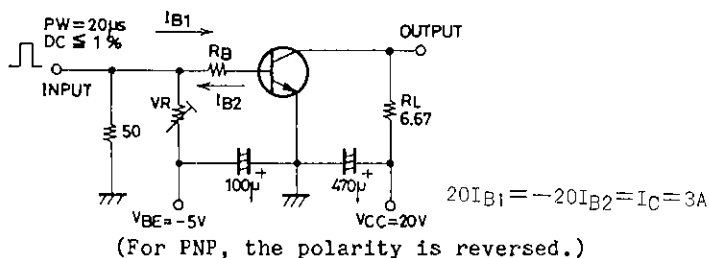 PW=20μs
DC≦1%
IB1
OUTPUT
INPUT
RB
IB2
VR
50
RL
6.67
100μ
+
470μ
+
VBE=-5V
VCC=20V
20IB1=-20IB2=IC=3A
(For PNP, the polarity is reversed.)